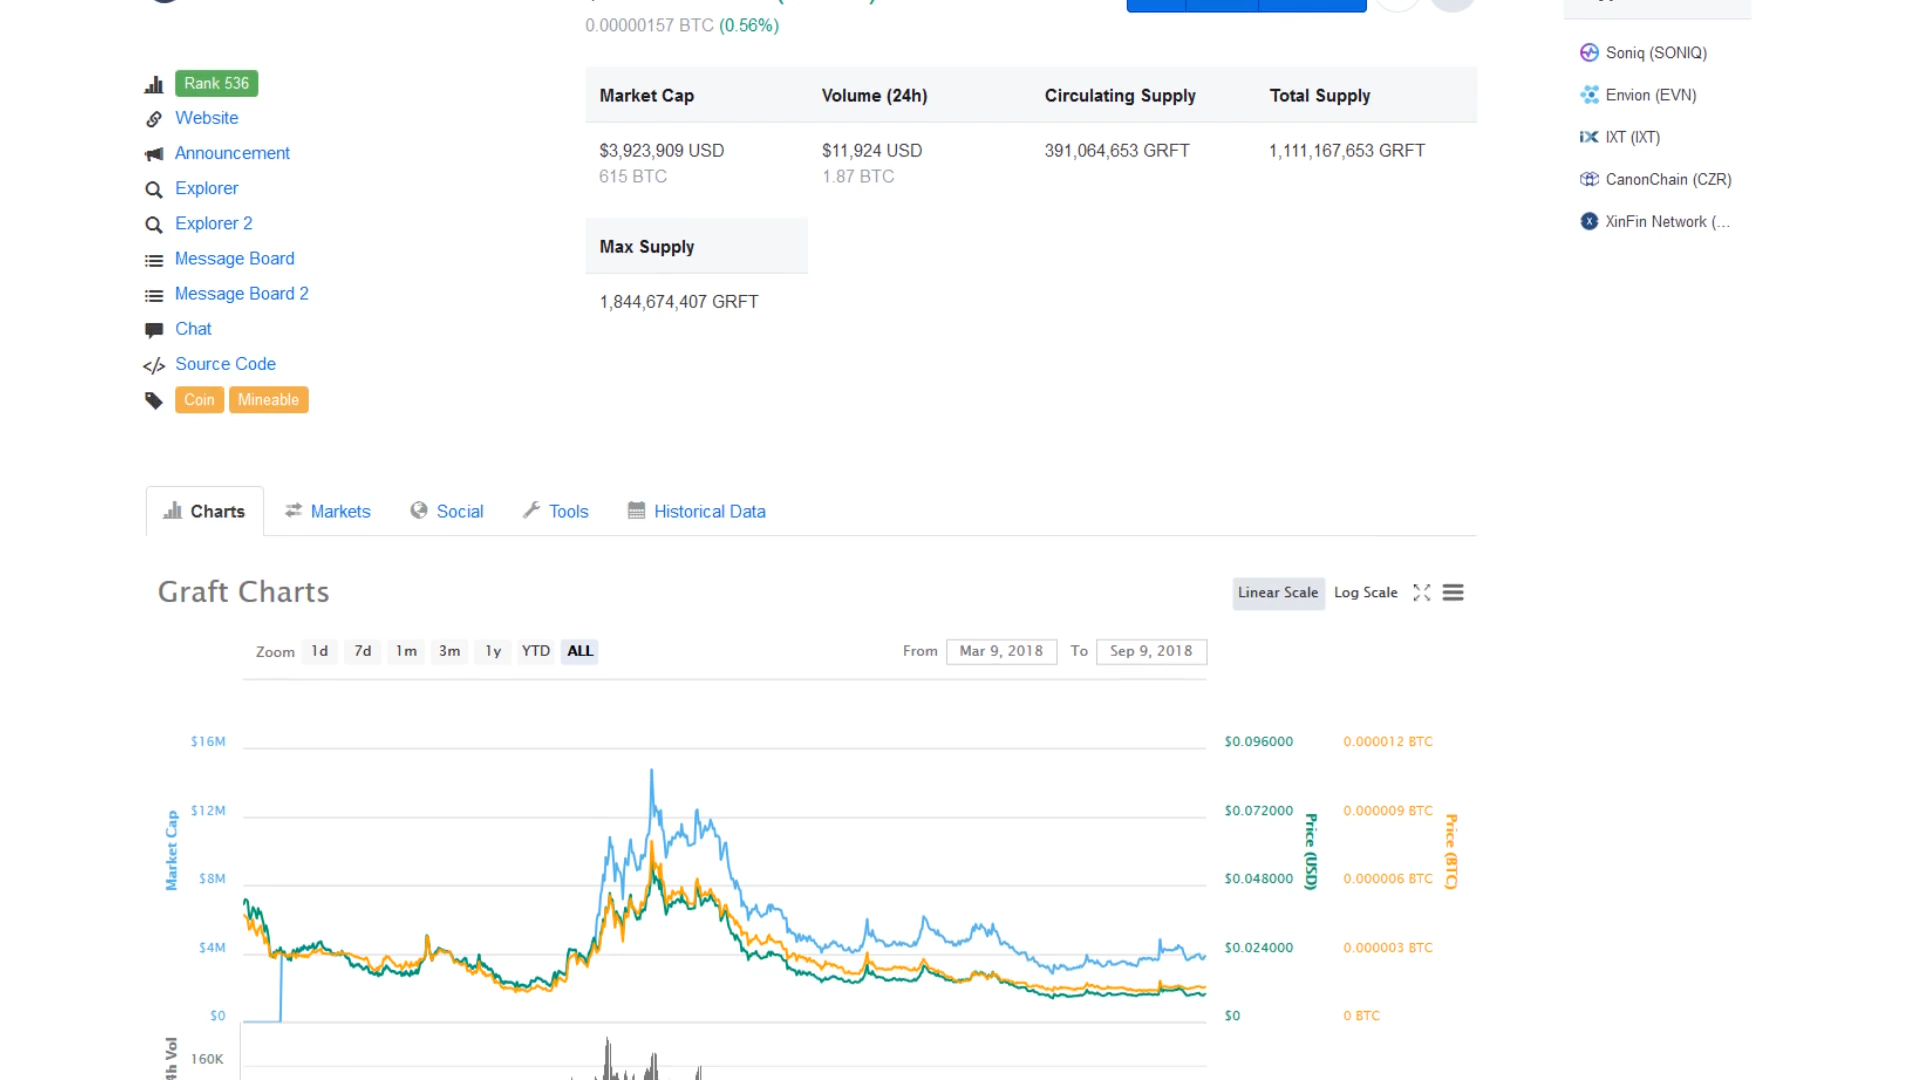 0.00000157 BTC (0.56%)
Rank 536
Website
Announcement
Explorer
Explorer 2
Message Board
Message Board 2
Chat
Source Code
Coin Mineable
Market Cap Volume (24h) Circulating Supply Total Supply
$3,923,909 USD $11,924 USD 391,064,653 GRFT 1,111,167,653 GRFT
615 BTC 1.87 BTC
Max Supply
1,844,674,407 GRFT
Soniq (SONIQ)
Envion (EVN)
IXT (IXT)
CanonChain (CZR)
XinFin Network (...
Charts Markets Social Tools Historical Data
Graft Charts
Linear Scale Log Scale
Zoom 1d 7d 1m 3m 1y YTD ALL
From Mar 9, 2018 To Sep 9, 2018
$16M $0.096000 0.000012 BTC
$12M $0.072000 0.000009 BTC
$8M $0.048000 0.000006 BTC
$4M $0.024000 0.000003 BTC
$0 $0 0 BTC
Market Cap
Price (USD)
Price (BTC)
160K
Vol